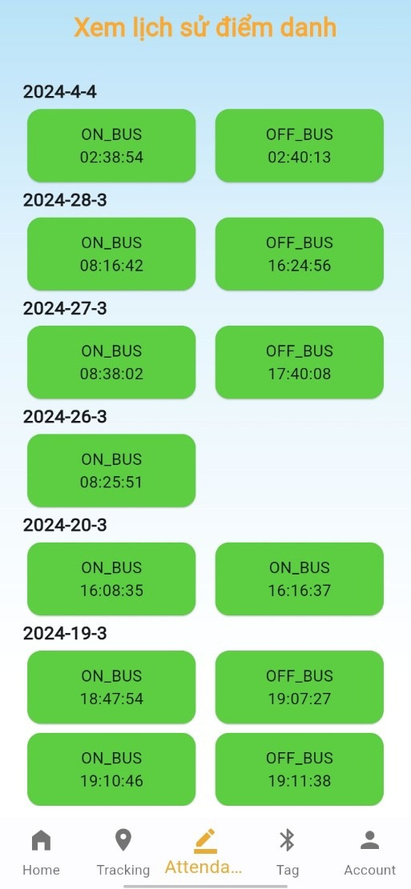 Xem lịch sử điểm danh
2024-4-4
ON_BUS OFF_BUS
02:38:54 02:40:13
2024-28-3
ON_BUS OFF_BUS
08:16:42 16:24:56
2024-27-3
ON_BUS OFF_BUS
08:38:02 17:40:08
2024-26-3
ON_BUS
08:25:51
2024-20-3
ON_BUS ON_BUS
16:08:35 16:16:37
2024-19-3
ON_BUS OFF_BUS
18:47:54 19:07:27
ON_BUS OFF_BUS
19:10:46 19:11:38
Home Tracking Attenda... Tag Account